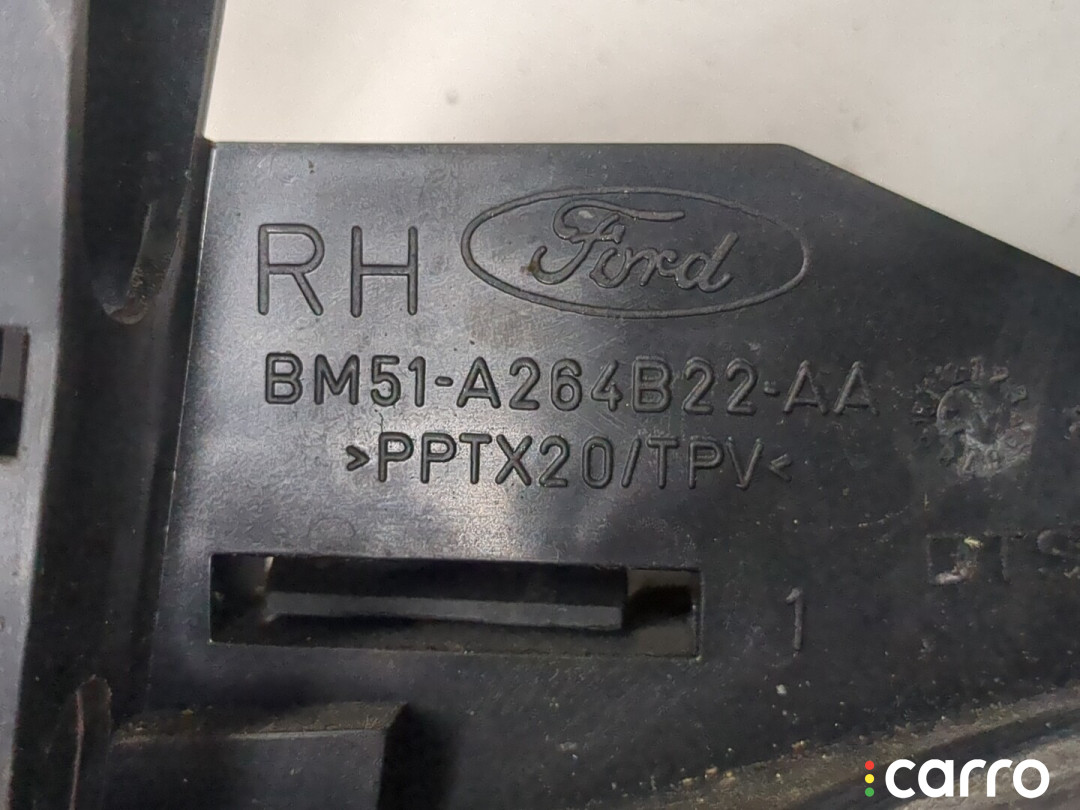 RH Ford
BM51-A264B22-AA
>PPTX20/TPV<
1
carro